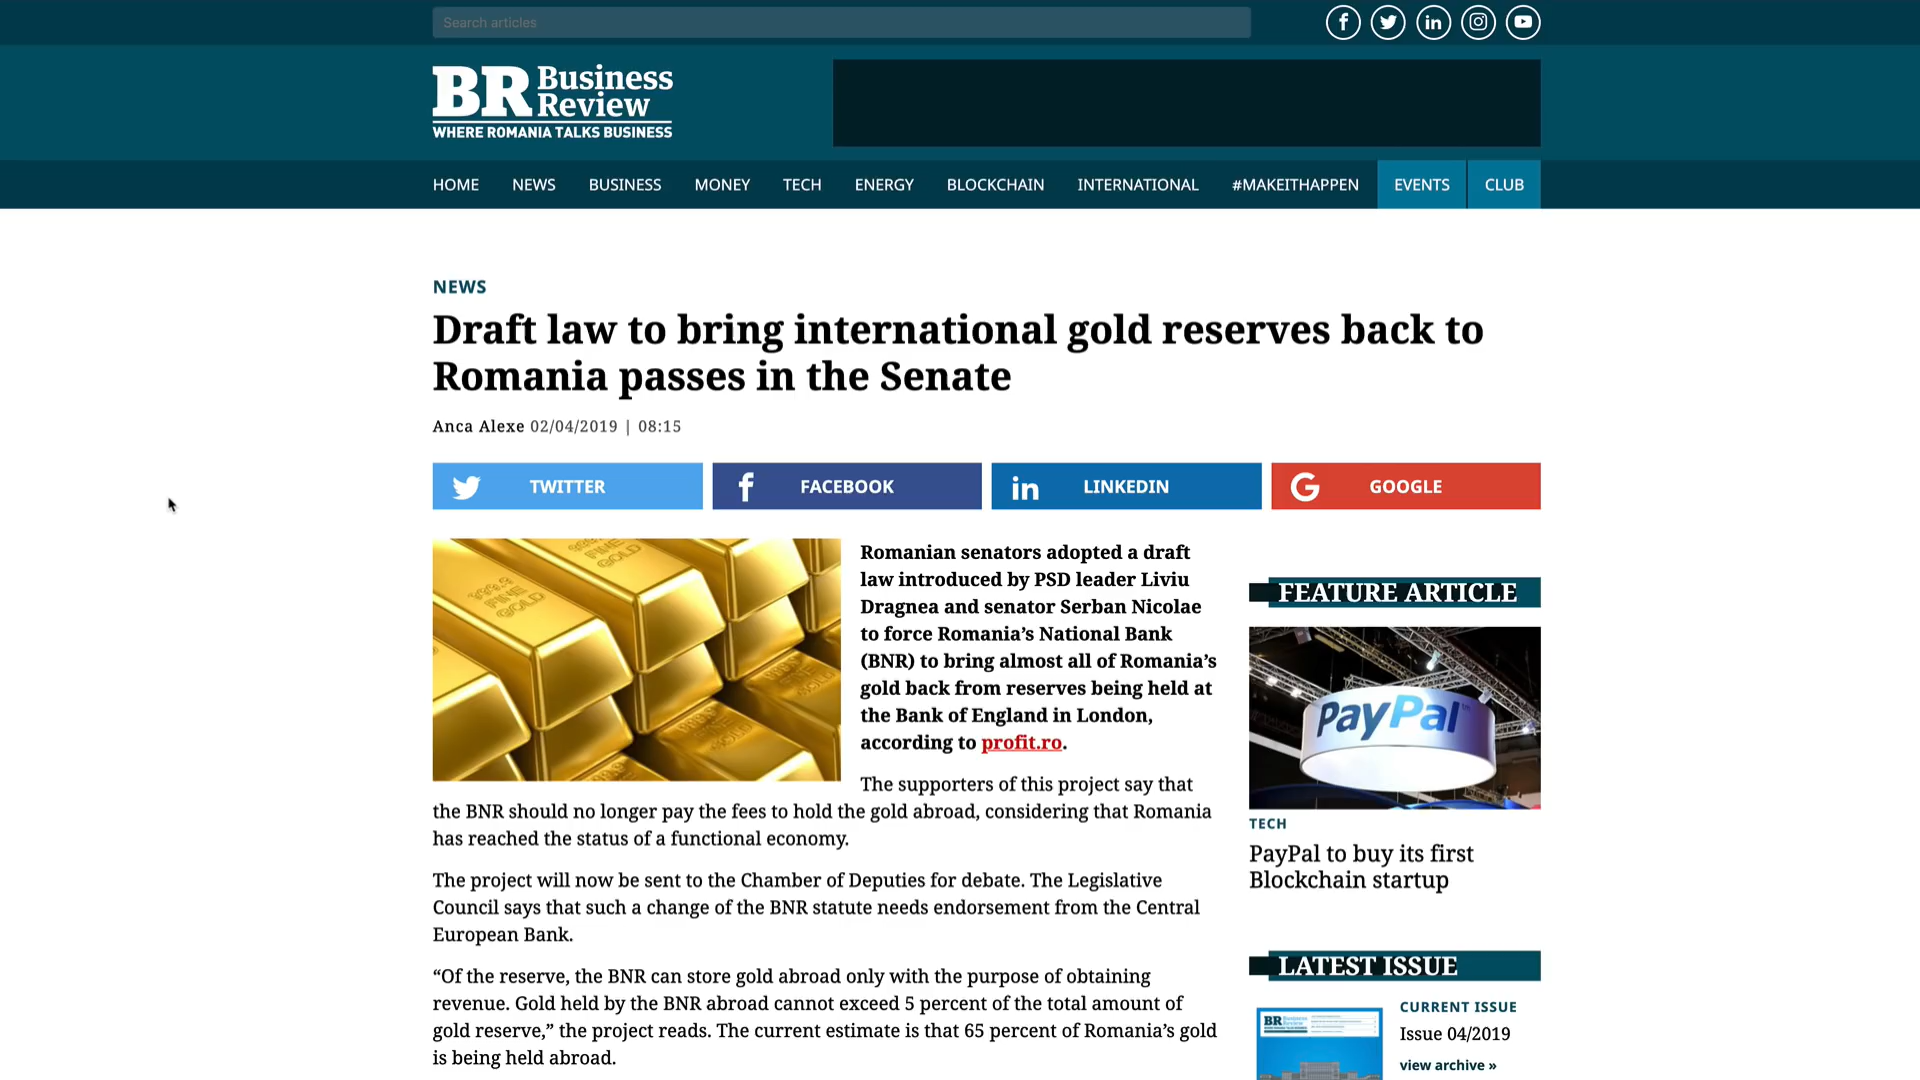 Search articles
BR Business Review
WHERE ROMANIA TALKS BUSINESS
HOME NEWS BUSINESS MONEY TECH ENERGY BLOCKCHAIN INTERNATIONAL #MAKEITHAPPEN EVENTS CLUB
NEWS
Draft law to bring international gold reserves back to
Romania passes in the Senate
Anca Alexe 02/04/2019 | 08:15
TWITTER FACEBOOK LINKEDIN GOOGLE
999.9
FINE
GOLD
FINE
GOLD
Romanian senators adopted a draft
law introduced by PSD leader Liviu
Dragnea and senator Serban Nicolae
to force Romania’s National Bank
(BNR) to bring almost all of Romania’s
gold back from reserves being held at
the Bank of England in London,
according to profit.ro.
The supporters of this project say that
the BNR should no longer pay the fees to hold the gold abroad, considering that Romania
has reached the status of a functional economy.
The project will now be sent to the Chamber of Deputies for debate. The Legislative
Council says that such a change of the BNR statute needs endorsement from the Central
European Bank.
“Of the reserve, the BNR can store gold abroad only with the purpose of obtaining
revenue. Gold held by the BNR abroad cannot exceed 5 percent of the total amount of
gold reserve,” the project reads. The current estimate is that 65 percent of Romania’s gold
is being held abroad.
FEATURE ARTICLE
PayPal
TECH
PayPal to buy its first
Blockchain startup
LATEST ISSUE
BR Business Review
CURRENT ISSUE
Issue 04/2019
view archive »